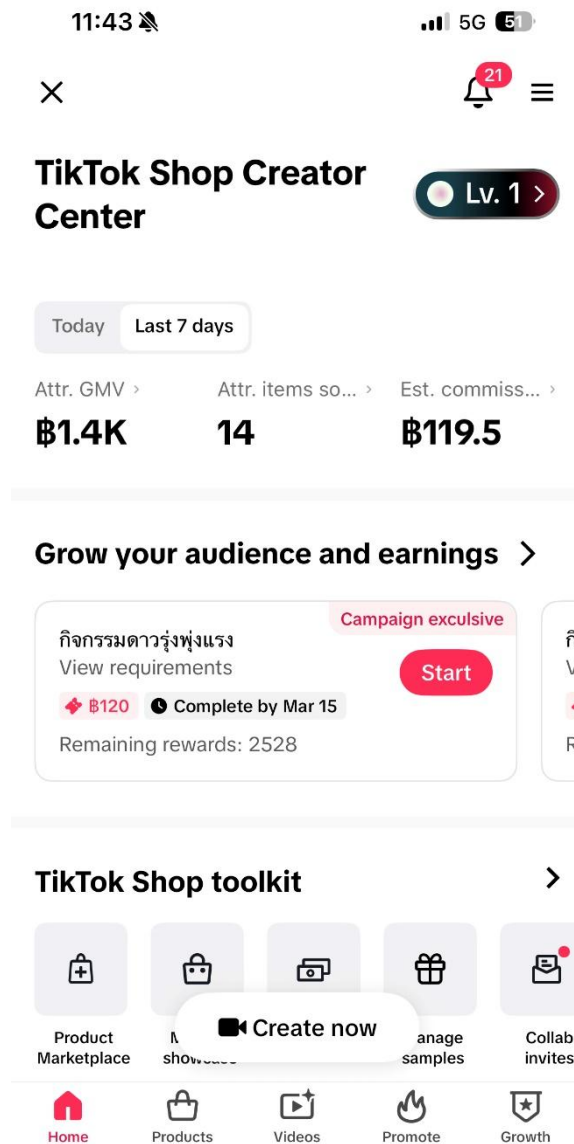 11:43
5G 51
21
TikTok Shop Creator
Center
Lv. 1
Today Last 7 days
Attr. GMV Attr. items so... Est. commiss...
฿1.4K 14 ฿119.5
Grow your audience and earnings
Campaign exculsive
กิจกรรมดาวรุ่งพุ่งแรง
View requirements
Start
฿120 Complete by Mar 15
Remaining rewards: 2528
TikTok Shop toolkit
Product
Marketplace
samples
Collab
invites
Create now
Home Products Videos Promote Growth